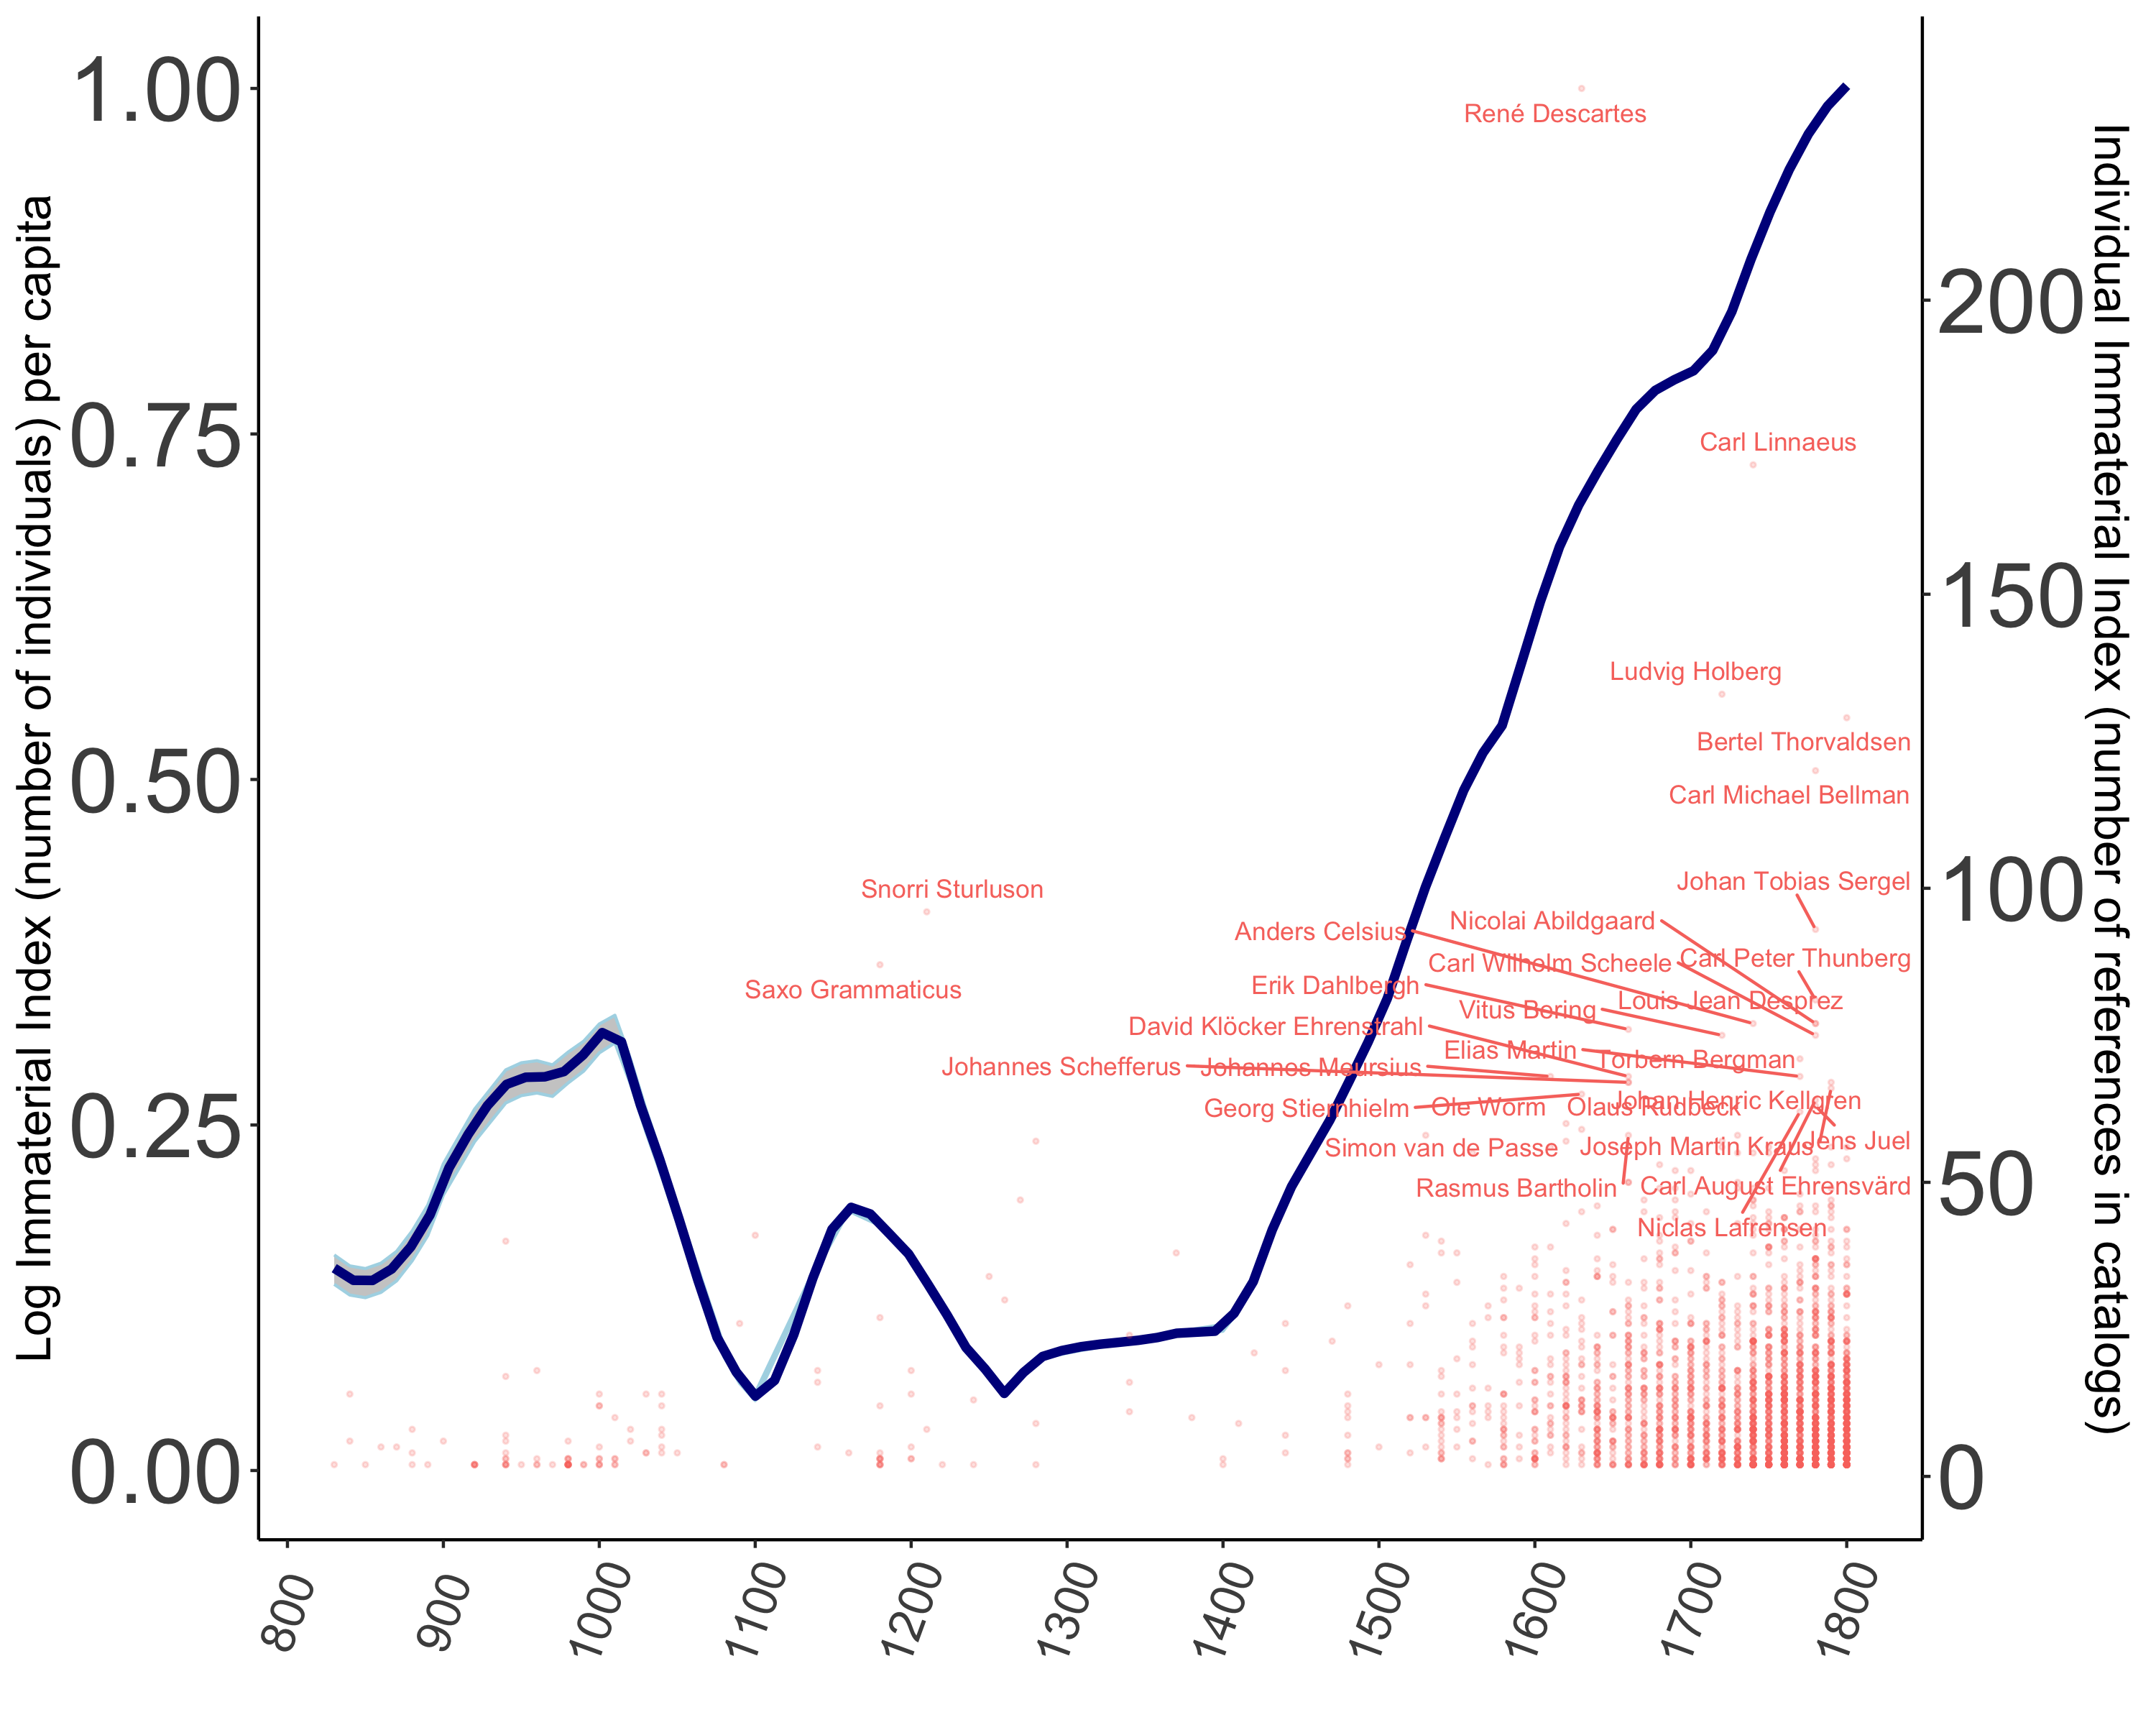 Log Immaterial Index (number of individuals) per capita
1.00
0.75
0.50
0.25
0.00
René Descartes
Carl Linnaeus
Ludvig Holberg
Bertel Thorvaldsen
Carl Michael Bellman
Johan Tobias Sergel
Snorri Sturluson
Nicolai Abildgaard
Anders Celsius
Carl Peter Thunberg
Carl Wilholm Scheele
Saxo Grammaticus
Erik Dahlbergh
Louis Jean Desprez
Vitus Boring
David Klöcker Ehrenstrahl
Elias Martin
Torbern Bergman
Johannes Schefferus
Johannes Meursius
Johan Henric Kellgren
Georg Stiernhielm
Ole Worm
Olaus Rudbeck
Jens Juel
Simon van de Passe
Joseph Martin Kraus
Rasmus Bartholin
Carl August Ehrensvärd
Niclas Lafrensen
800
900
1000
1100
1200
1300
1400
1500
1600
1700
1800
200
150
100
50
0
Individual Immaterial Index (number of references in catalogs)